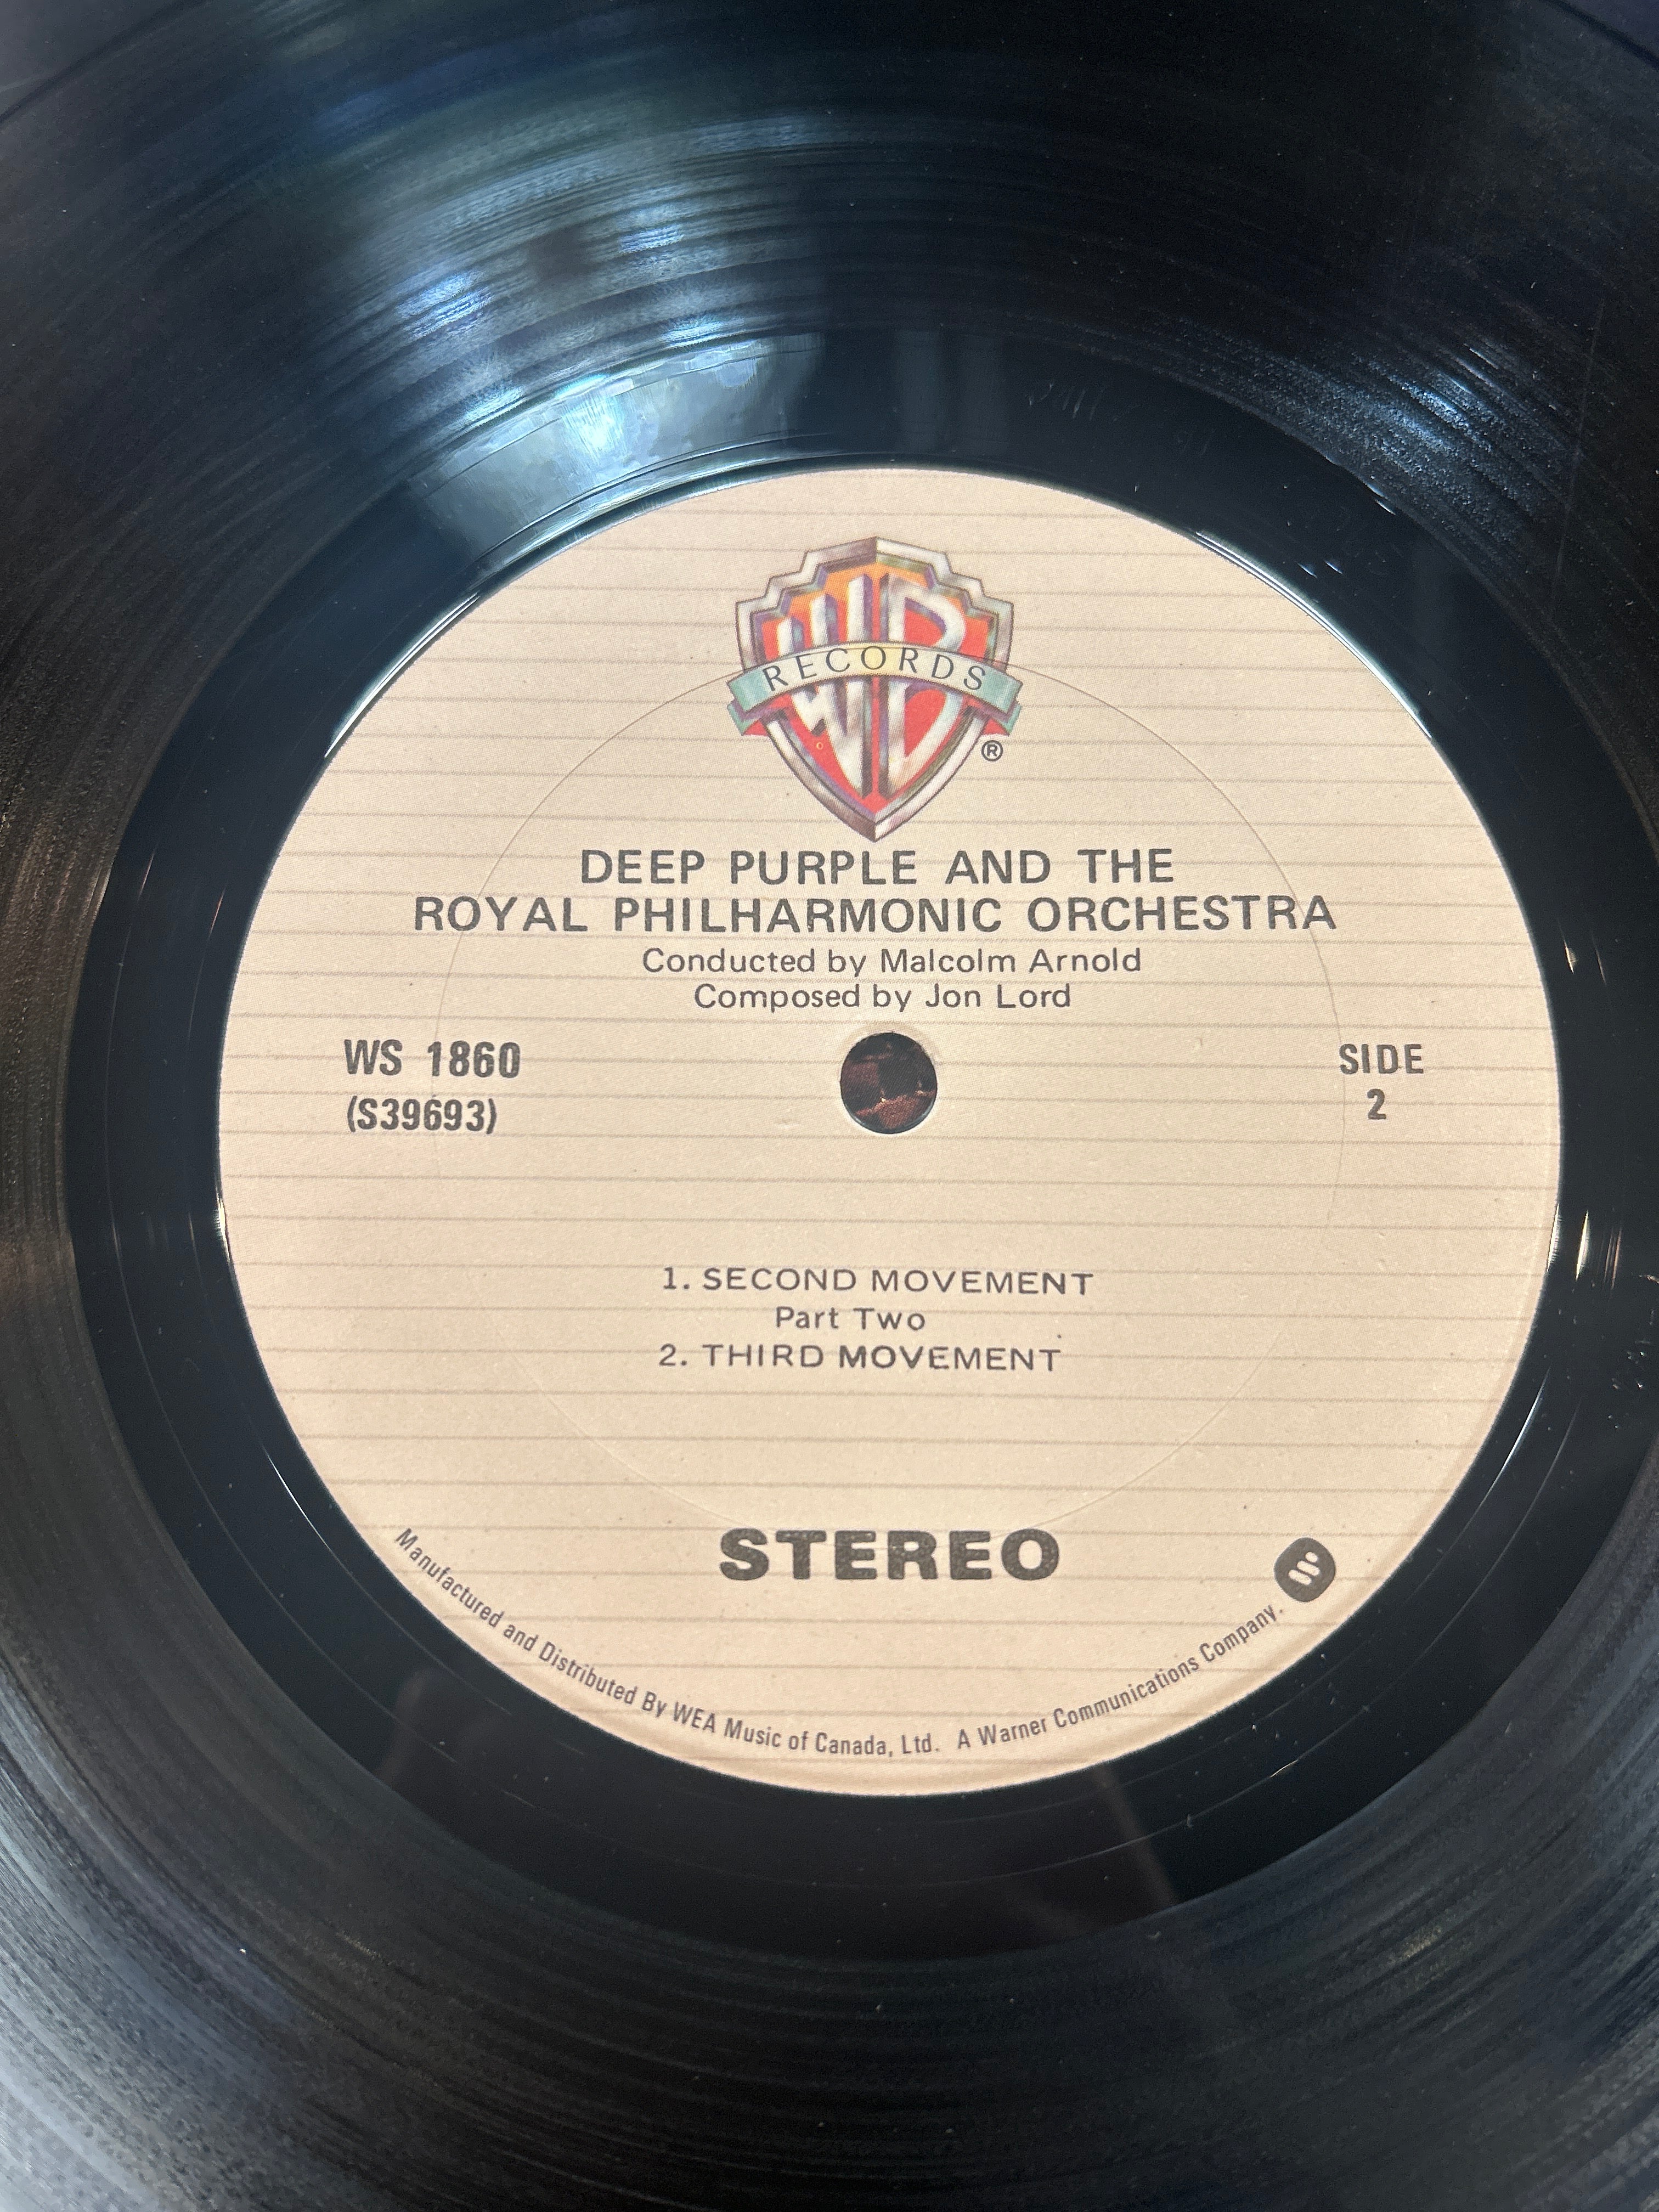 WB
RECORDS
®
DEEP PURPLE AND THE
ROYAL PHILHARMONIC ORCHESTRA
Conducted by Malcolm Arnold
Composed by Jon Lord
WS 1860
(S39693)
SIDE
2
1. SECOND MOVEMENT
Part Two
2. THIRD MOVEMENT
STEREO
Manufactured and Distributed By WEA Music of Canada, Ltd. A Warner Communications Company.